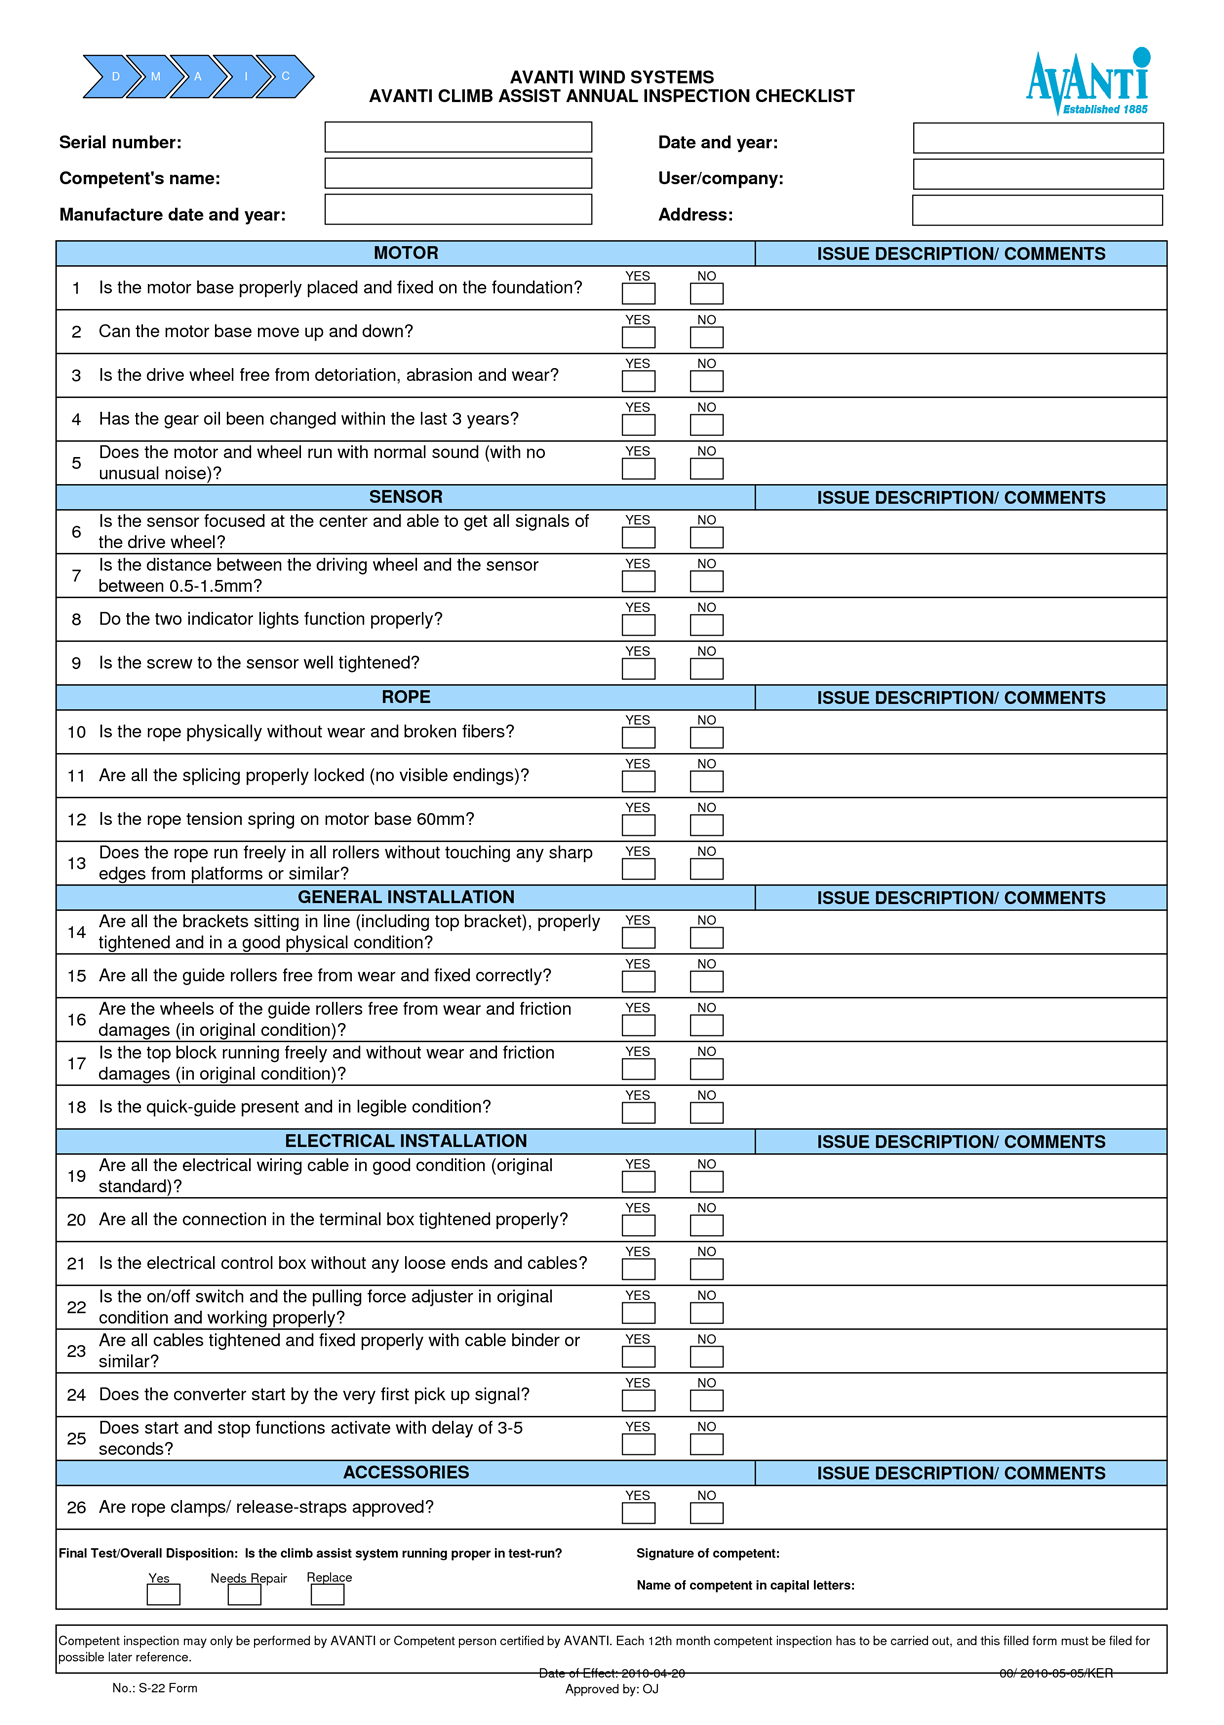 D M A I C
AVANTI WIND SYSTEMS
AVANTI CLIMB ASSIST ANNUAL INSPECTION CHECKLIST
AVANTI
Established 1885
Serial number:
Date and year:
Competent's name:
User/company:
Manufacture date and year:
Address:
MOTOR ISSUE DESCRIPTION/ COMMENTS
YES NO
1 Is the motor base properly placed and fixed on the foundation?
YES NO
2 Can the motor base move up and down?
YES NO
3 Is the drive wheel free from detoriation, abrasion and wear?
YES NO
4 Has the gear oil been changed within the last 3 years?
YES NO
5 Does the motor and wheel run with normal sound (with no
unusual noise)?
SENSOR ISSUE DESCRIPTION/ COMMENTS
YES NO
6 Is the sensor focused at the center and able to get all signals of
the drive wheel?
YES NO
7 Is the distance between the driving wheel and the sensor
between 0.5-1.5mm?
YES NO
8 Do the two indicator lights function properly?
YES NO
9 Is the screw to the sensor well tightened?
ROPE ISSUE DESCRIPTION/ COMMENTS
YES NO
10 Is the rope physically without wear and broken fibers?
YES NO
11 Are all the splicing properly locked (no visible endings)?
YES NO
12 Is the rope tension spring on motor base 60mm?
YES NO
13 Does the rope run freely in all rollers without touching any sharp
edges from platforms or similar?
GENERAL INSTALLATION ISSUE DESCRIPTION/ COMMENTS
YES NO
14 Are all the brackets sitting in line (including top bracket), properly
tightened and in a good physical condition?
YES NO
15 Are all the guide rollers free from wear and fixed correctly?
YES NO
16 Are the wheels of the guide rollers free from wear and friction
damages (in original condition)?
YES NO
17 Is the top block running freely and without wear and friction
damages (in original condition)?
YES NO
18 Is the quick-guide present and in legible condition?
ELECTRICAL INSTALLATION ISSUE DESCRIPTION/ COMMENTS
YES NO
19 Are all the electrical wiring cable in good condition (original
standard)?
YES NO
20 Are all the connection in the terminal box tightened properly?
YES NO
21 Is the electrical control box without any loose ends and cables?
YES NO
22 Is the on/off switch and the pulling force adjuster in original
condition and working properly?
YES NO
23 Are all cables tightened and fixed properly with cable binder or
similar?
YES NO
24 Does the converter start by the very first pick up signal?
YES NO
25 Does start and stop functions activate with delay of 3-5
seconds?
ACCESSORIES ISSUE DESCRIPTION/ COMMENTS
YES NO
26 Are rope clamps/ release-straps approved?
Final Test/Overall Disposition: Is the climb assist system running proper in test-run?
Signature of competent:
Yes Needs Repair Replace
Name of competent in capital letters:
Competent inspection may only be performed by AVANTI or Competent person certified by AVANTI. Each 12th month competent inspection has to be carried out, and this filled form must be filed for
possible later reference.
Date of Effect: 2010-04-20
00/ 2010-05-05/KER
No.: S-22 Form
Approved by: OJ